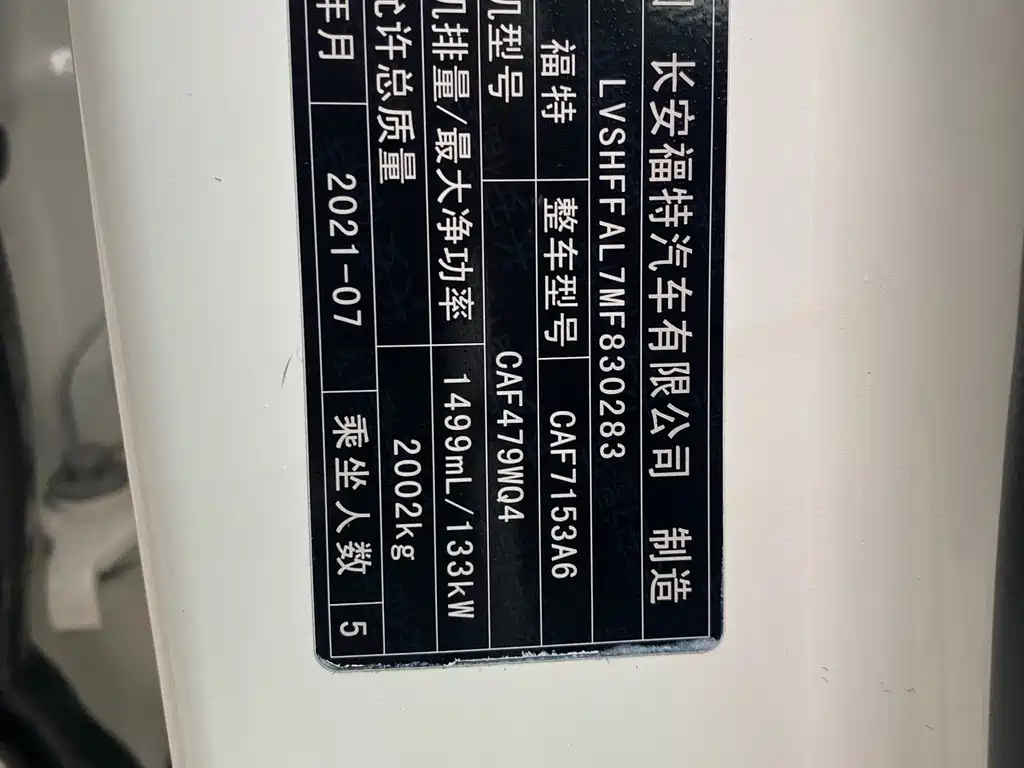 长安福特汽车有限公司 制造
LVSHFFAL7MF830283
福特 整车型号 CAF7153A6
机型号 CAF479WQ4
机排量/最大净功率 1499mL/133kW
允许总质量 2002kg
年月 2021-07 乘坐人数 5